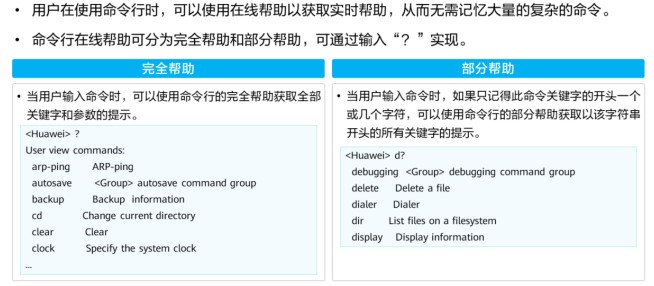 • 用户在使用命令行时，可以使用在线帮助以获取实时帮助，从而无需记忆大量的复杂的命令。
• 命令行在线帮助可分为完全帮助和部分帮助，可通过输入“？”实现。
完全帮助
• 当用户输入命令时，可以使用命令行的完全帮助获取全部
关键字和参数的提示。
<Huawei> ?
User view commands:
arp-ping ARP-ping
autosave <Group> autosave command group
backup Backup information
cd Change current directory
clear Clear
clock Specify the system clock
...
部分帮助
• 当用户输入命令时，如果只记得此命令关键字的开头一个
或几个字符，可以使用命令行的部分帮助获取以该字符串
开头的所有关键字的提示。
<Huawei> d?
debugging <Group> debugging command group
delete Delete a file
dialer Dialer
dir List files on a filesystem
display Display information